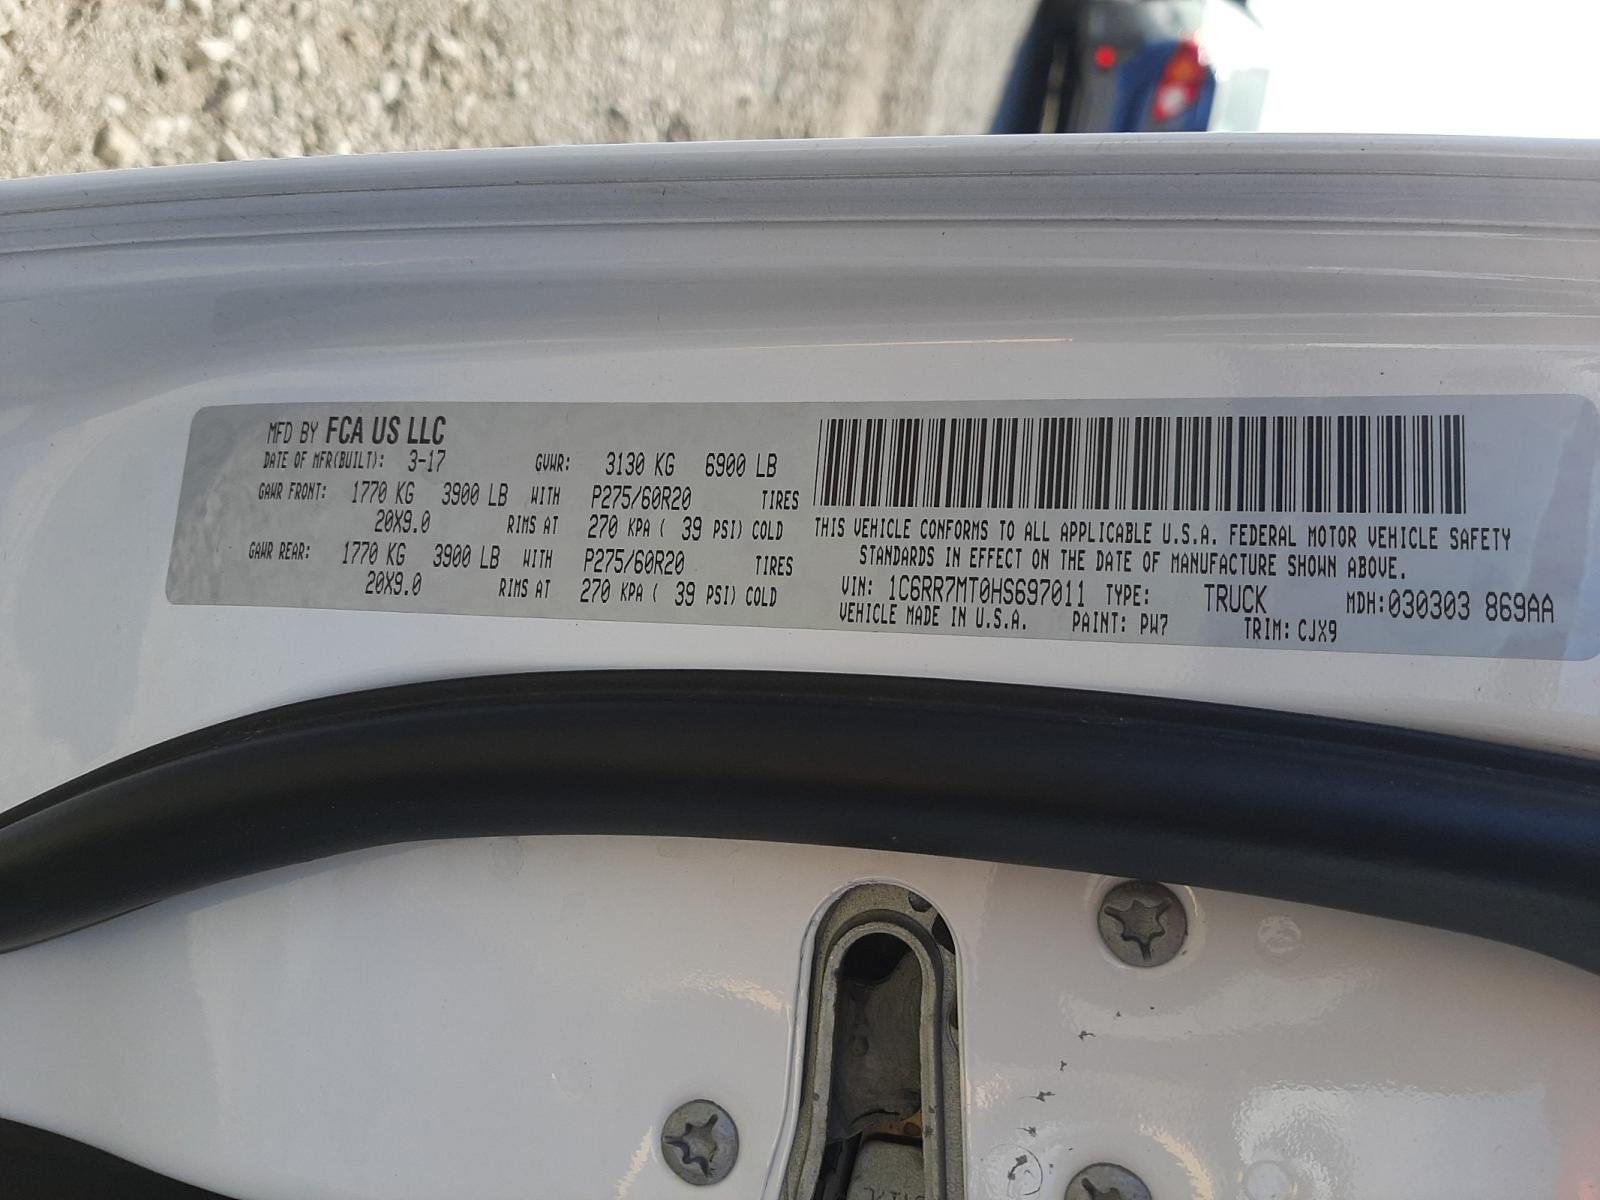 MFD BY FCA US LLC
DATE OF MFR(BUILT): 3-17 GVWR: 3130 KG 6900 LB
GAWR FRONT: 1770 KG 3900 LB WITH P275/60R20 TIRES
20X9.0 RIMS AT 270 KPA ( 39 PSI) COLD
GAWR REAR: 1770 KG 3900 LB WITH P275/60R20 TIRES
20X9.0 RIMS AT 270 KPA ( 39 PSI) COLD
THIS VEHICLE CONFORMS TO ALL APPLICABLE U.S.A. FEDERAL MOTOR VEHICLE SAFETY
STANDARDS IN EFFECT ON THE DATE OF MANUFACTURE SHOWN ABOVE.
VIN: 1C6RR7MT0HS697011 TYPE: TRUCK MDH:030303 869AA
VEHICLE MADE IN U.S.A. PAINT: PW7 TRIM: CJX9